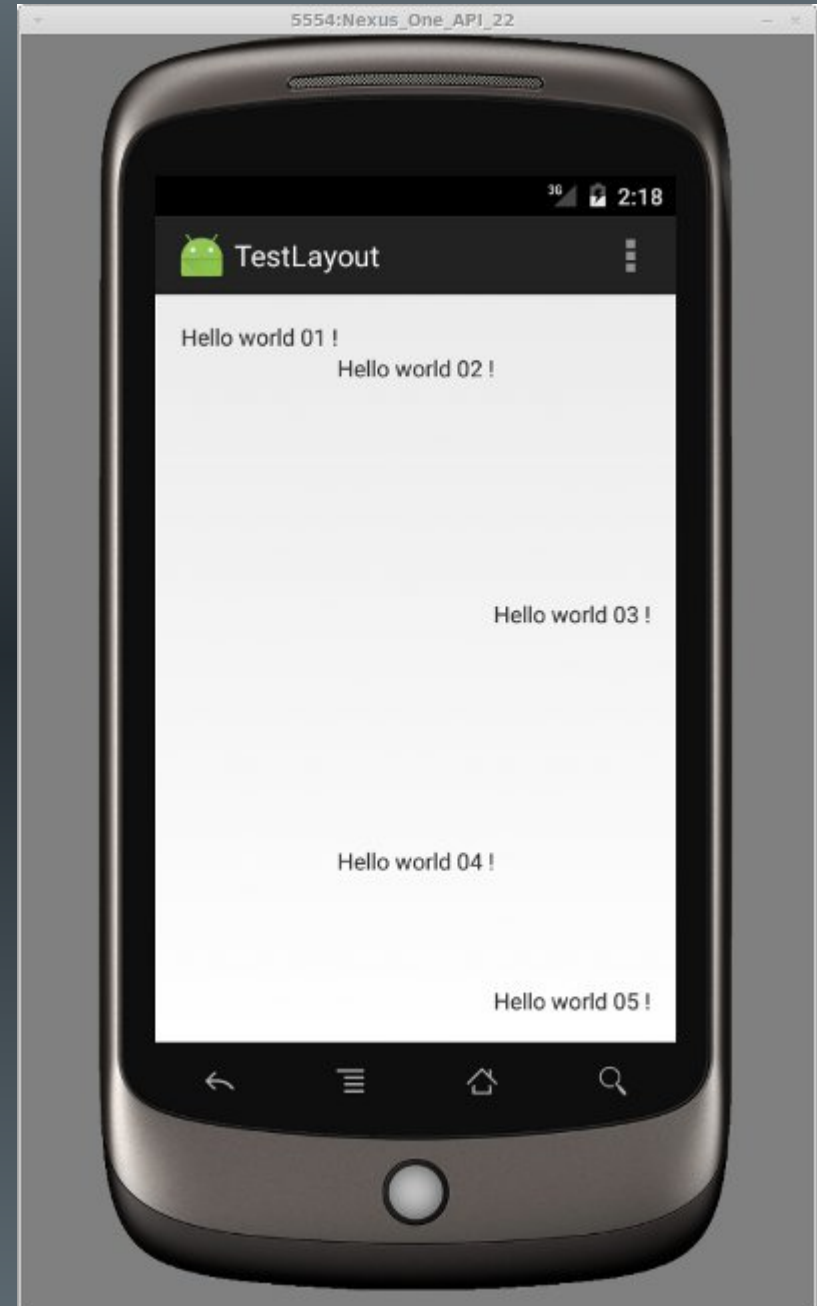 5554:Nexus_One_API_22
3G 2:18
TestLayout
Hello world 01 !
Hello world 02 !
Hello world 03 !
Hello world 04 !
Hello world 05 !